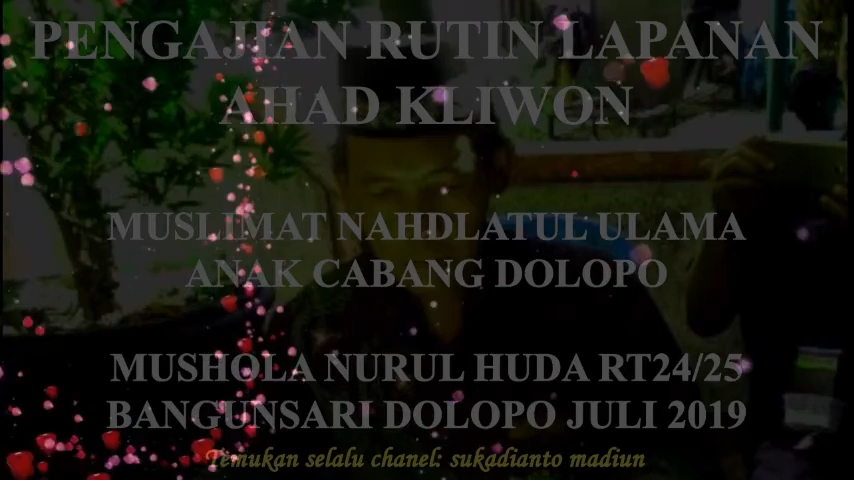 PENGAJIAN RUTIN LAPANAN
AHAD KLIWON
MUSLIMAT NAHDLATUL ULAMA
ANAK CABANG DOLOPO
MUSHOLA NURUL HUDA RT24/25
BANGUNSARI DOLOPO JULI 2019
Temukan selalu chanel: sukadianto madiun